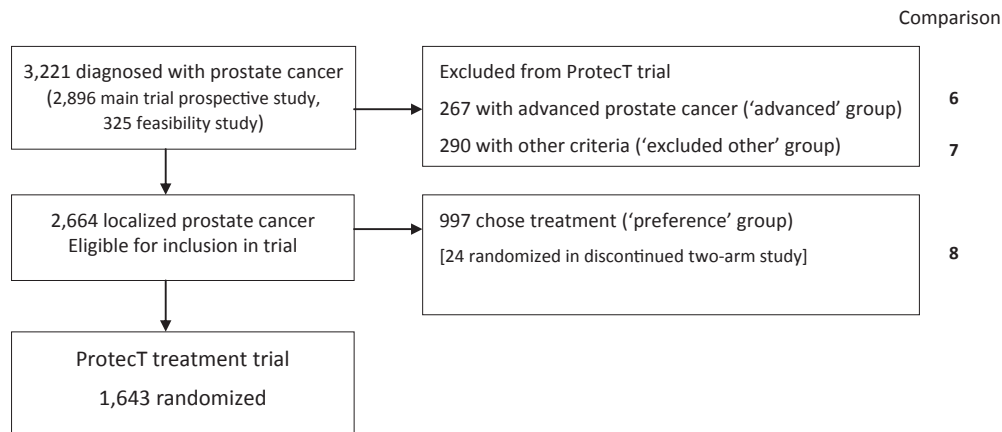 Comparison
3,221 diagnosed with prostate cancer
(2,896 main trial prospective study,
325 feasibility study)
Excluded from ProtecT trial
267 with advanced prostate cancer (‘advanced’ group)
6
290 with other criteria (‘excluded other’ group)
7
2,664 localized prostate cancer
Eligible for inclusion in trial
997 chose treatment (‘preference’ group)
[24 randomized in discontinued two-arm study]
8
ProtecT treatment trial
1,643 randomized